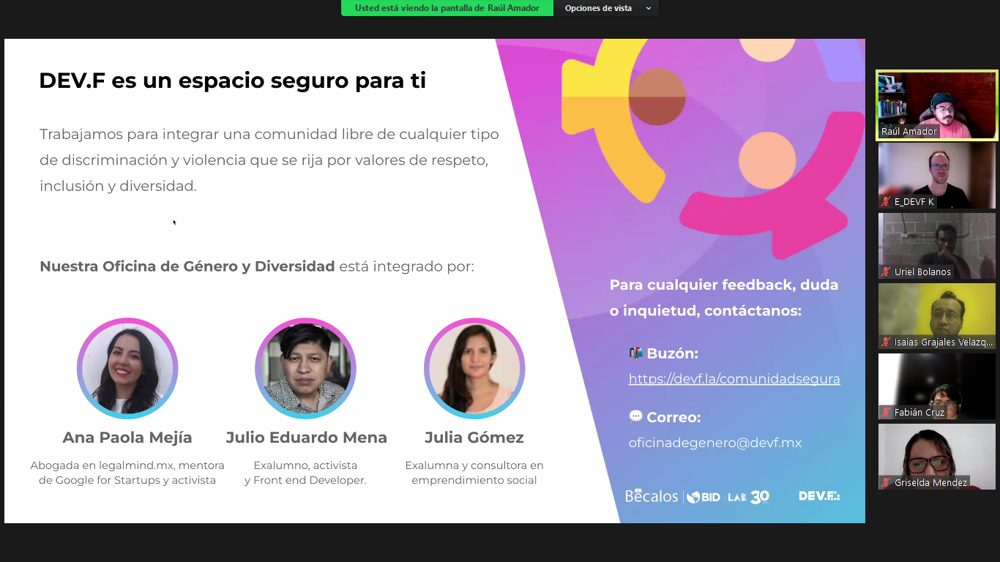 Usted está viendo la pantalla de Raúl Amador
Opciones de vista
DEV.F es un espacio seguro para ti
Trabajamos para integrar una comunidad libre de cualquier tipo
de discriminación y violencia que se rija por valores de respeto,
inclusión y diversidad.
Nuestra Oficina de Género y Diversidad está integrado por:
Ana Paola Mejía
Abogada en legalmind.mx, mentora
de Google for Startups y activista
Julio Eduardo Mena
Exalumno, activista
y Front end Developer.
Julia Gómez
Exalumna y consultora en
emprendimiento social
Para cualquier feedback, duda
o inquietud, contáctanos:
Buzón:
https://devf.la/comunidadsegura
Correo:
oficinadegenero@devf.mx
Bécalos BID LAB 30 DEV.F.:
Raúl Amador
E_DEVF K
Uriel Bolanos
Isaias Grajales Velazq...
Fabián Cruz
Griselda Mendez